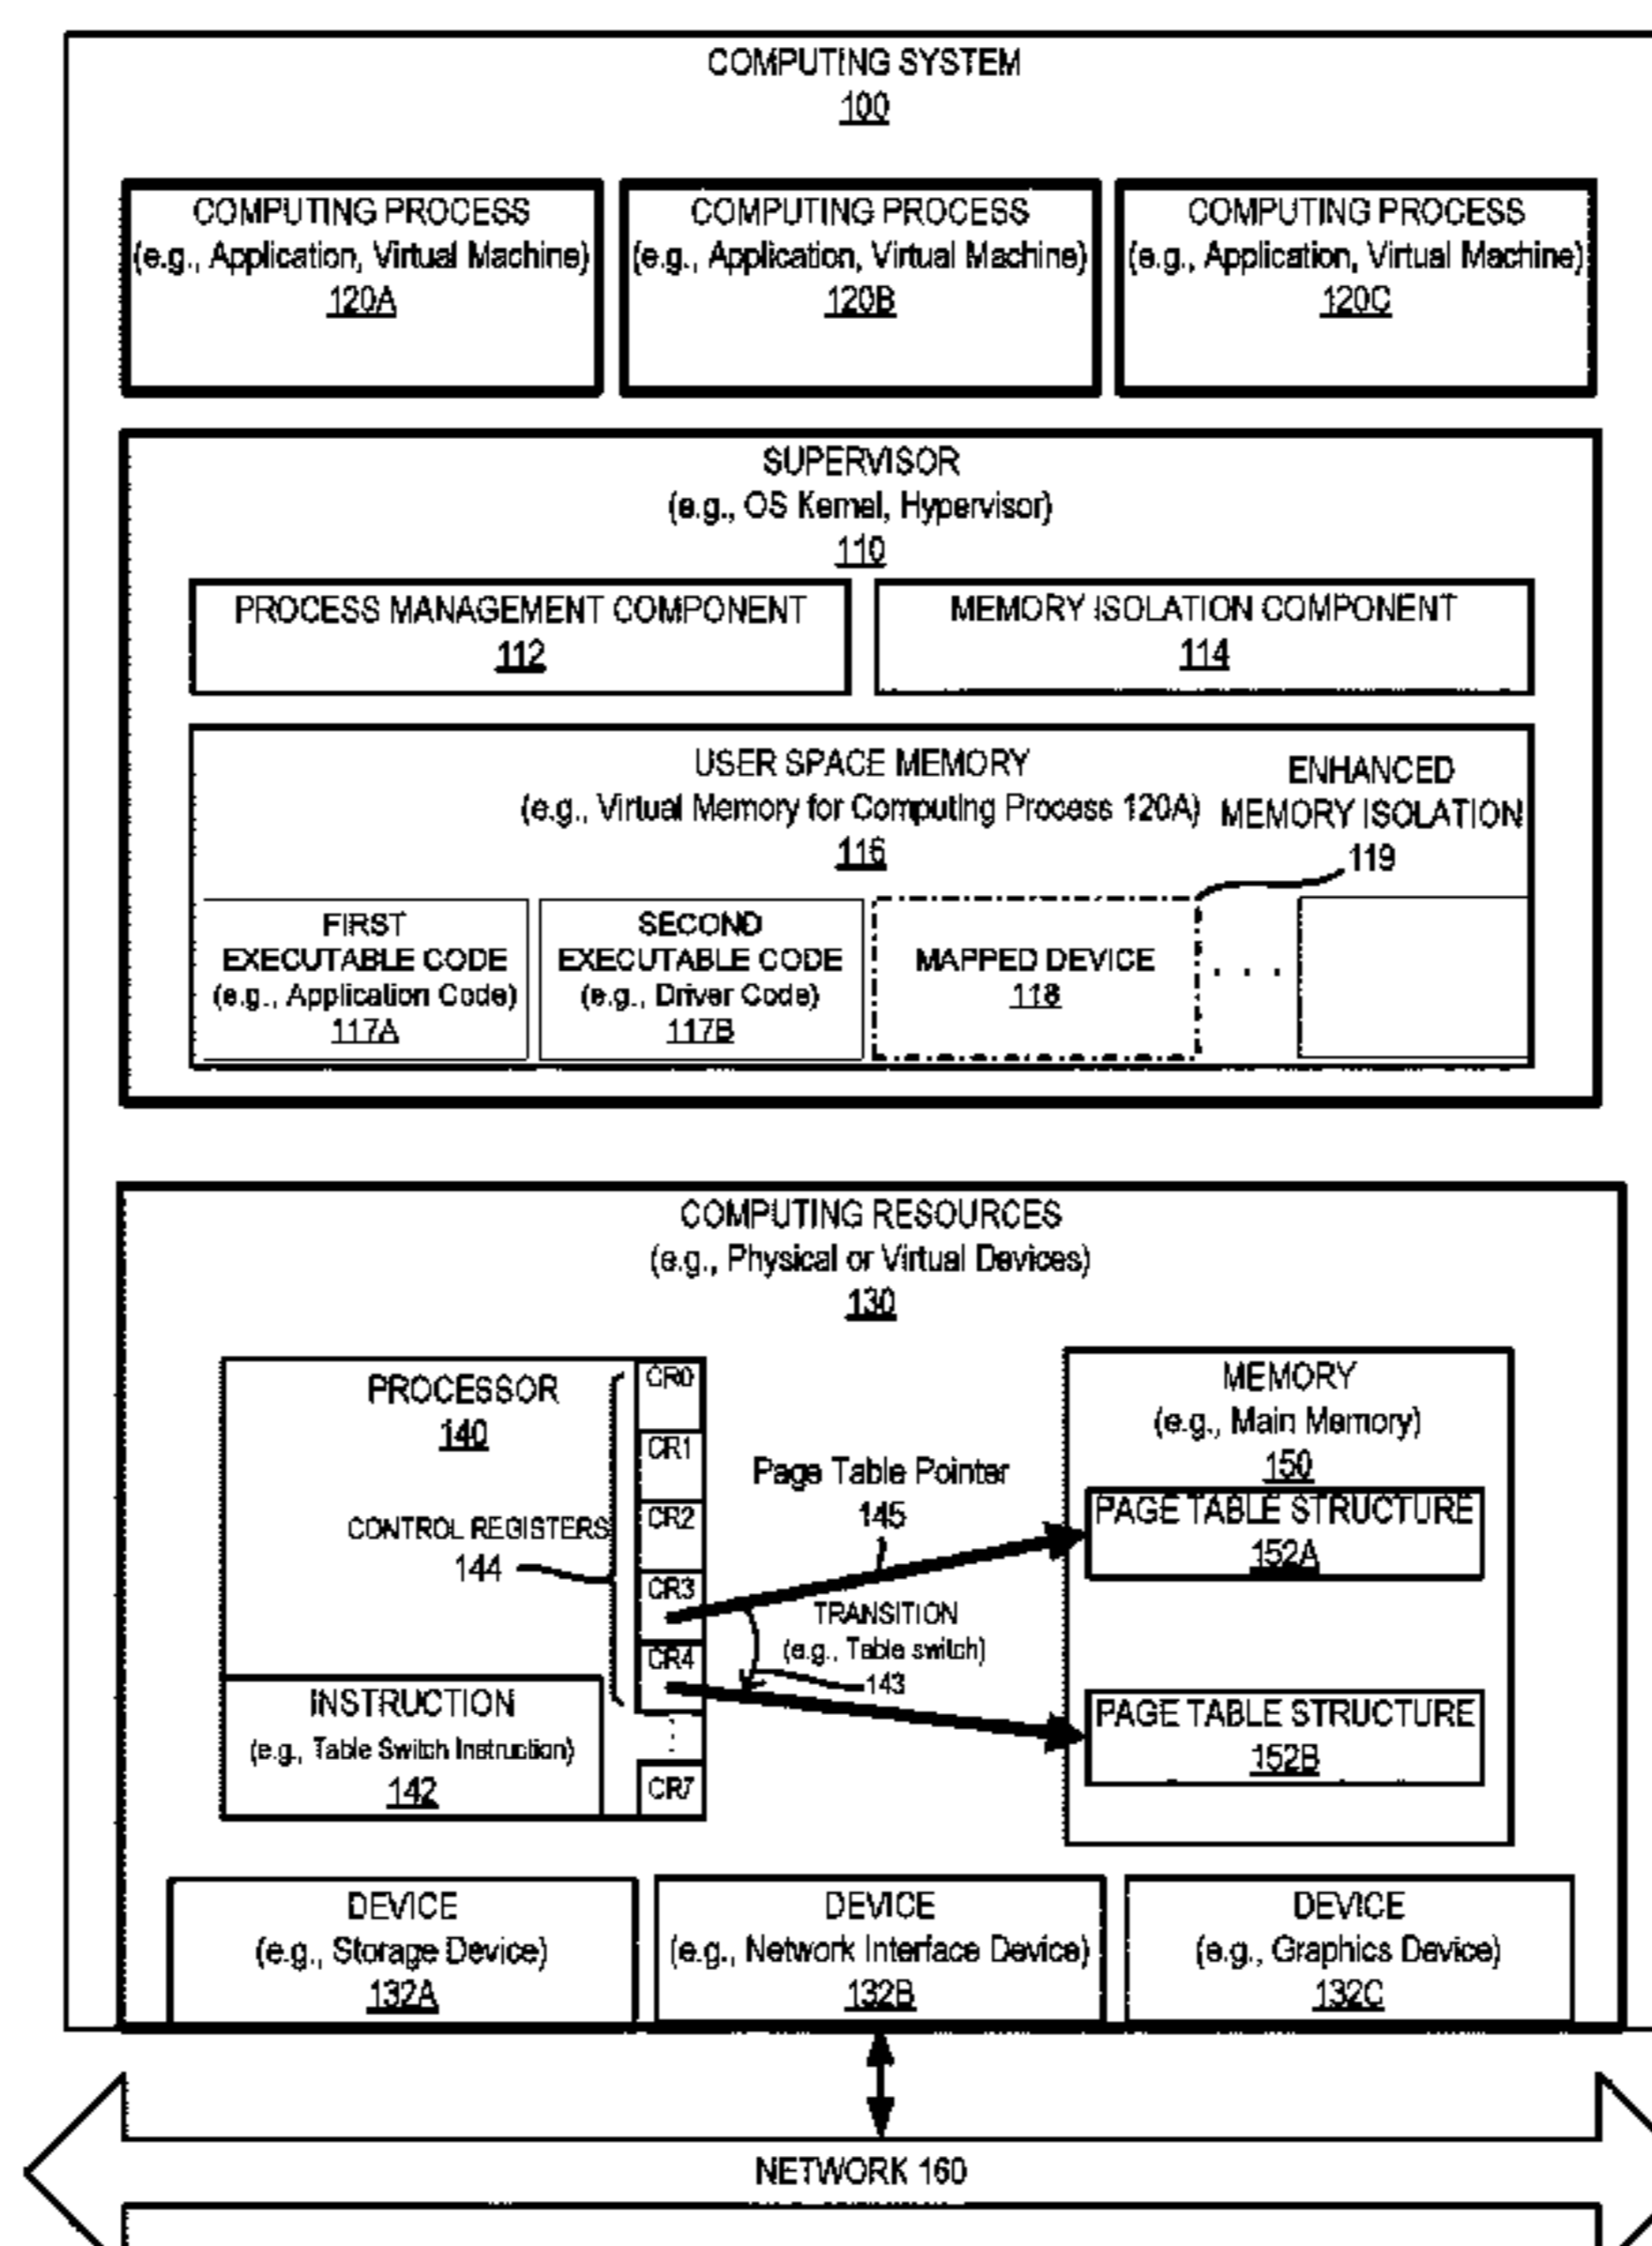 COMPUTING SYSTEM
100
COMPUTING PROCESS
(e.g., Application, Virtual Machine)
120A
COMPUTING PROCESS
(e.g., Application, Virtual Machine)
120B
COMPUTING PROCESS
(e.g., Application, Virtual Machine)
120C
SUPERVISOR
(e.g., OS Kernel, Hypervisor)
110
PROCESS MANAGEMENT COMPONENT
112
MEMORY ISOLATION COMPONENT
114
USER SPACE MEMORY
(e.g., Virtual Memory for Computing Process 120A)
116
ENHANCED
MEMORY ISOLATION
119
FIRST
EXECUTABLE CODE
(e.g., Application Code)
117A
SECOND
EXECUTABLE CODE
(e.g., Driver Code)
117B
MAPPED DEVICE
118
. . .
COMPUTING RESOURCES
(e.g., Physical or Virtual Devices)
130
PROCESSOR
140
CONTROL REGISTERS
144
CR0
CR1
CR2
CR3
CR4
CR7
INSTRUCTION
(e.g., Table Switch Instruction)
142
Page Table Pointer
145
TRANSITION
(e.g., Table switch)
143
MEMORY
(e.g., Main Memory)
150
PAGE TABLE STRUCTURE
152A
PAGE TABLE STRUCTURE
152B
DEVICE
(e.g., Storage Device)
132A
DEVICE
(e.g., Network Interface Device)
132B
DEVICE
(e.g., Graphics Device)
132C
NETWORK 160